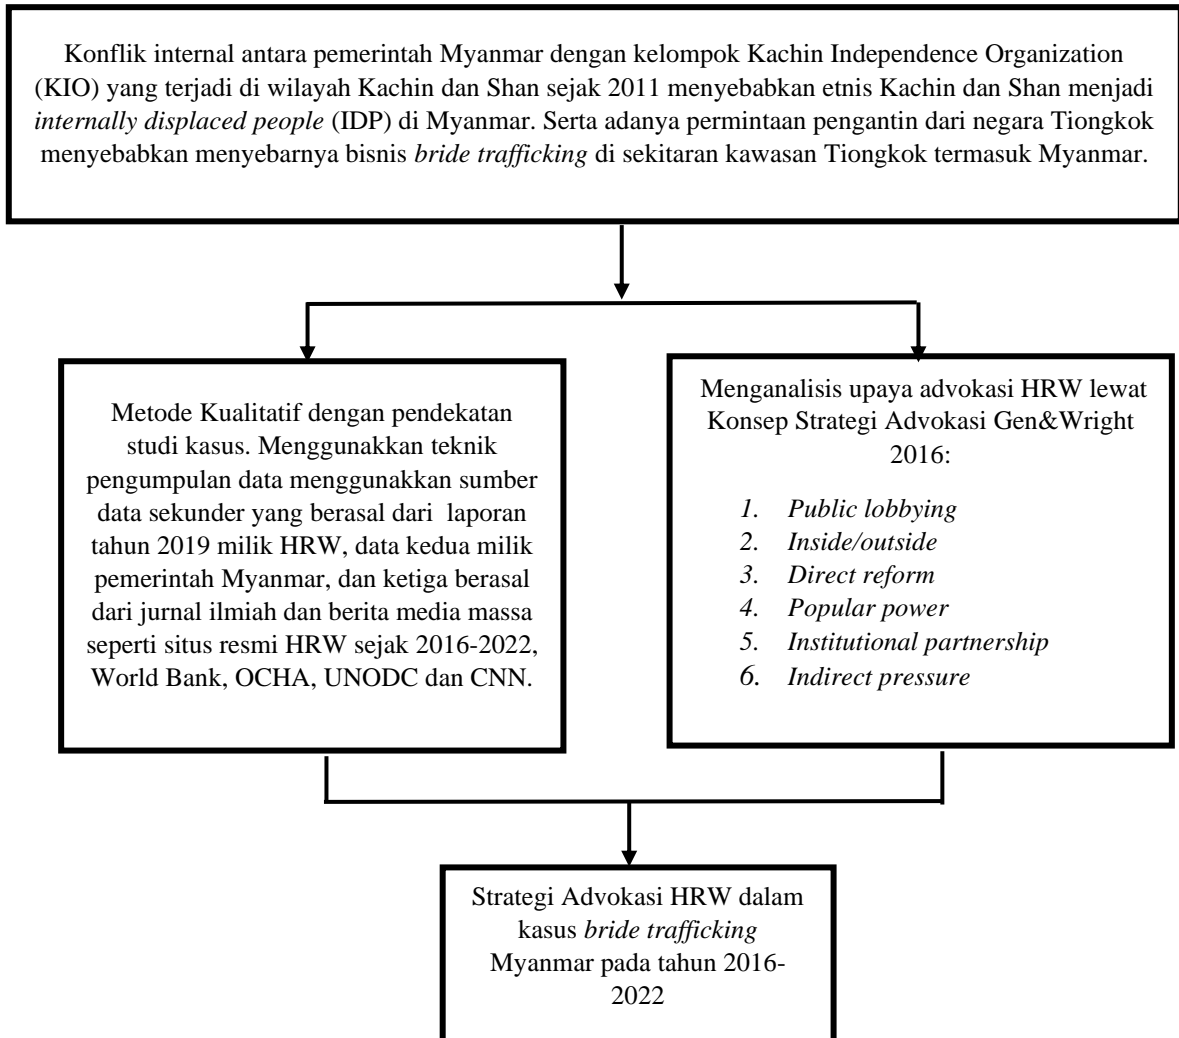 Konflik internal antara pemerintah Myanmar dengan kelompok Kachin Independence Organization
(KIO) yang terjadi di wilayah Kachin dan Shan sejak 2011 menyebabkan etnis Kachin dan Shan menjadi
internally displaced people (IDP) di Myanmar. Serta adanya permintaan pengantin dari negara Tiongkok
menyebabkan menyebarnya bisnis bride trafficking di sekitaran kawasan Tiongkok termasuk Myanmar.
Metode Kualitatif dengan pendekatan
studi kasus. Menggunakkan teknik
pengumpulan data menggunakkan sumber
data sekunder yang berasal dari laporan
tahun 2019 milik HRW, data kedua milik
pemerintah Myanmar, dan ketiga berasal
dari jurnal ilmiah dan berita media massa
seperti situs resmi HRW sejak 2016-2022,
World Bank, OCHA, UNODC dan CNN.
Menganalisis upaya advokasi HRW lewat
Konsep Strategi Advokasi Gen&Wright
2016:
1. Public lobbying
2. Inside/outside
3. Direct reform
4. Popular power
5. Institutional partnership
6. Indirect pressure
Strategi Advokasi HRW dalam
kasus bride trafficking
Myanmar pada tahun 2016-
2022